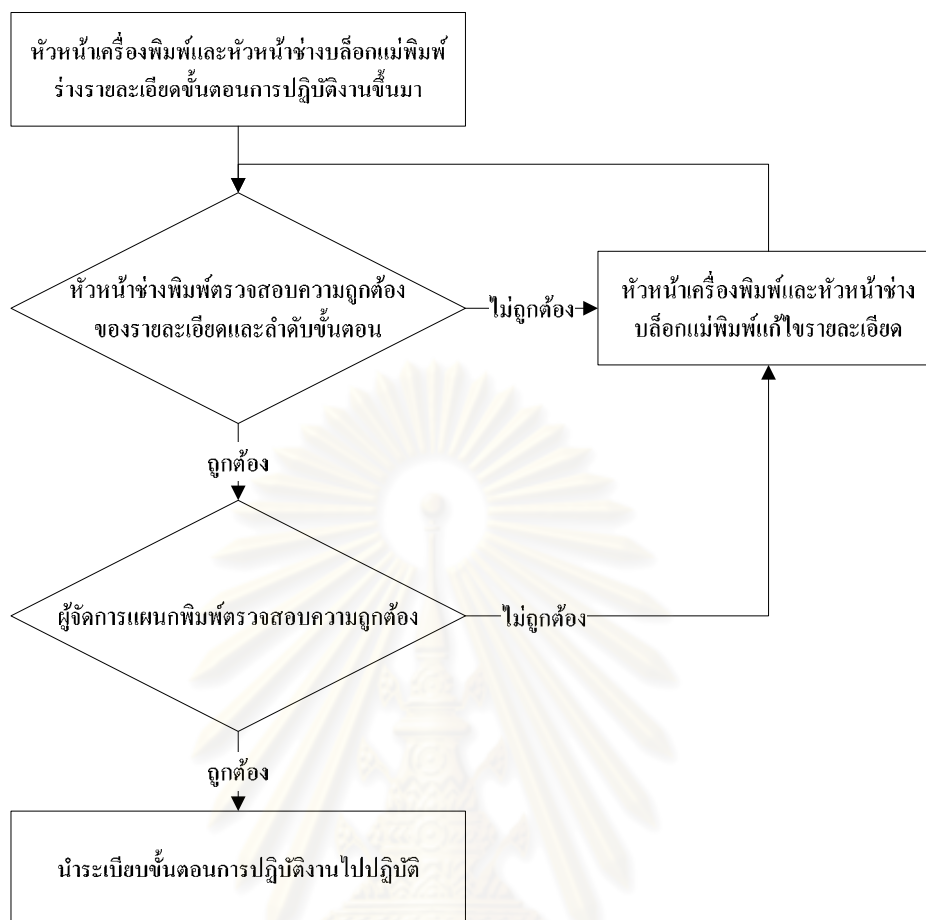 หัวหน้าเครื่องพิมพ์และหัวหน้าช่างบล็อกแม่พิมพ์
ร่างรายละเอียดขั้นตอนการปฏิบัติงานขึ้นมา
หัวหน้าช่างพิมพ์ตรวจสอบความถูกต้อง
ของรายละเอียดและลำดับขั้นตอน
ไม่ถูกต้อง
หัวหน้าเครื่องพิมพ์และหัวหน้าช่าง
บล็อกแม่พิมพ์แก้ไขรายละเอียด
ถูกต้อง
ผู้จัดการแผนกพิมพ์ตรวจสอบความถูกต้อง
ไม่ถูกต้อง
ถูกต้อง
นำระเบียบขั้นตอนการปฏิบัติงานไปปฏิบัติ